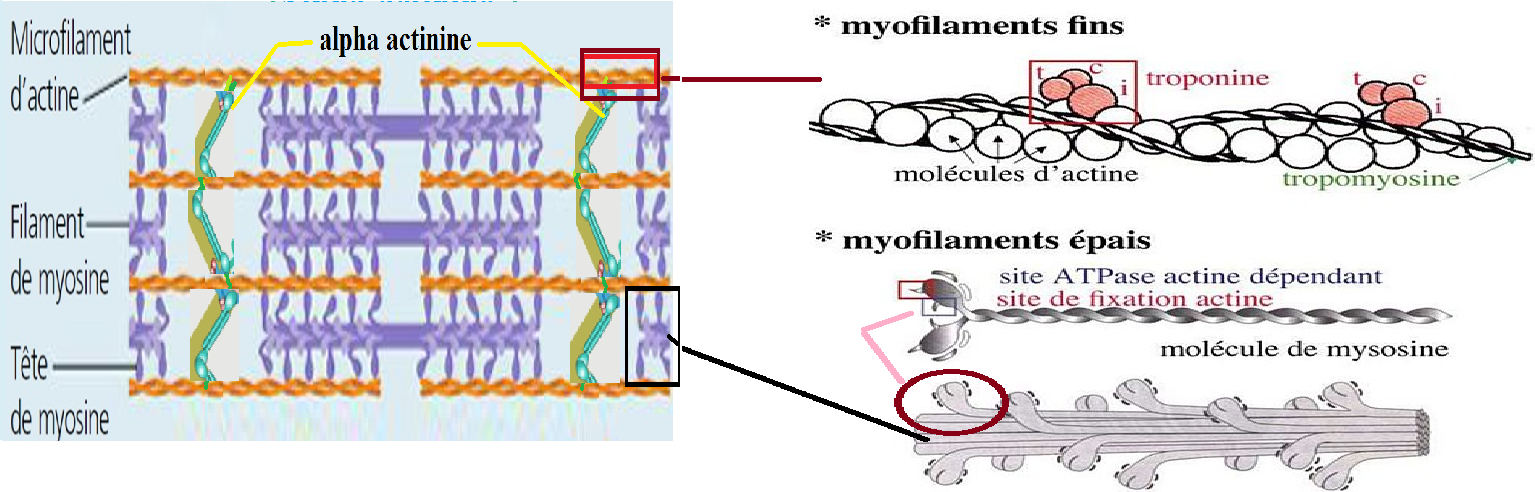 Microfilament
d'actine
alpha actinine
Filament
de myosine
Tête
de myosine
* myofilaments fins
t c i troponine
t c i
molécules d'actine
tropomyosine
* myofilaments épais
site ATPase actine dépendant
site de fixation actine
molécule de mysosine